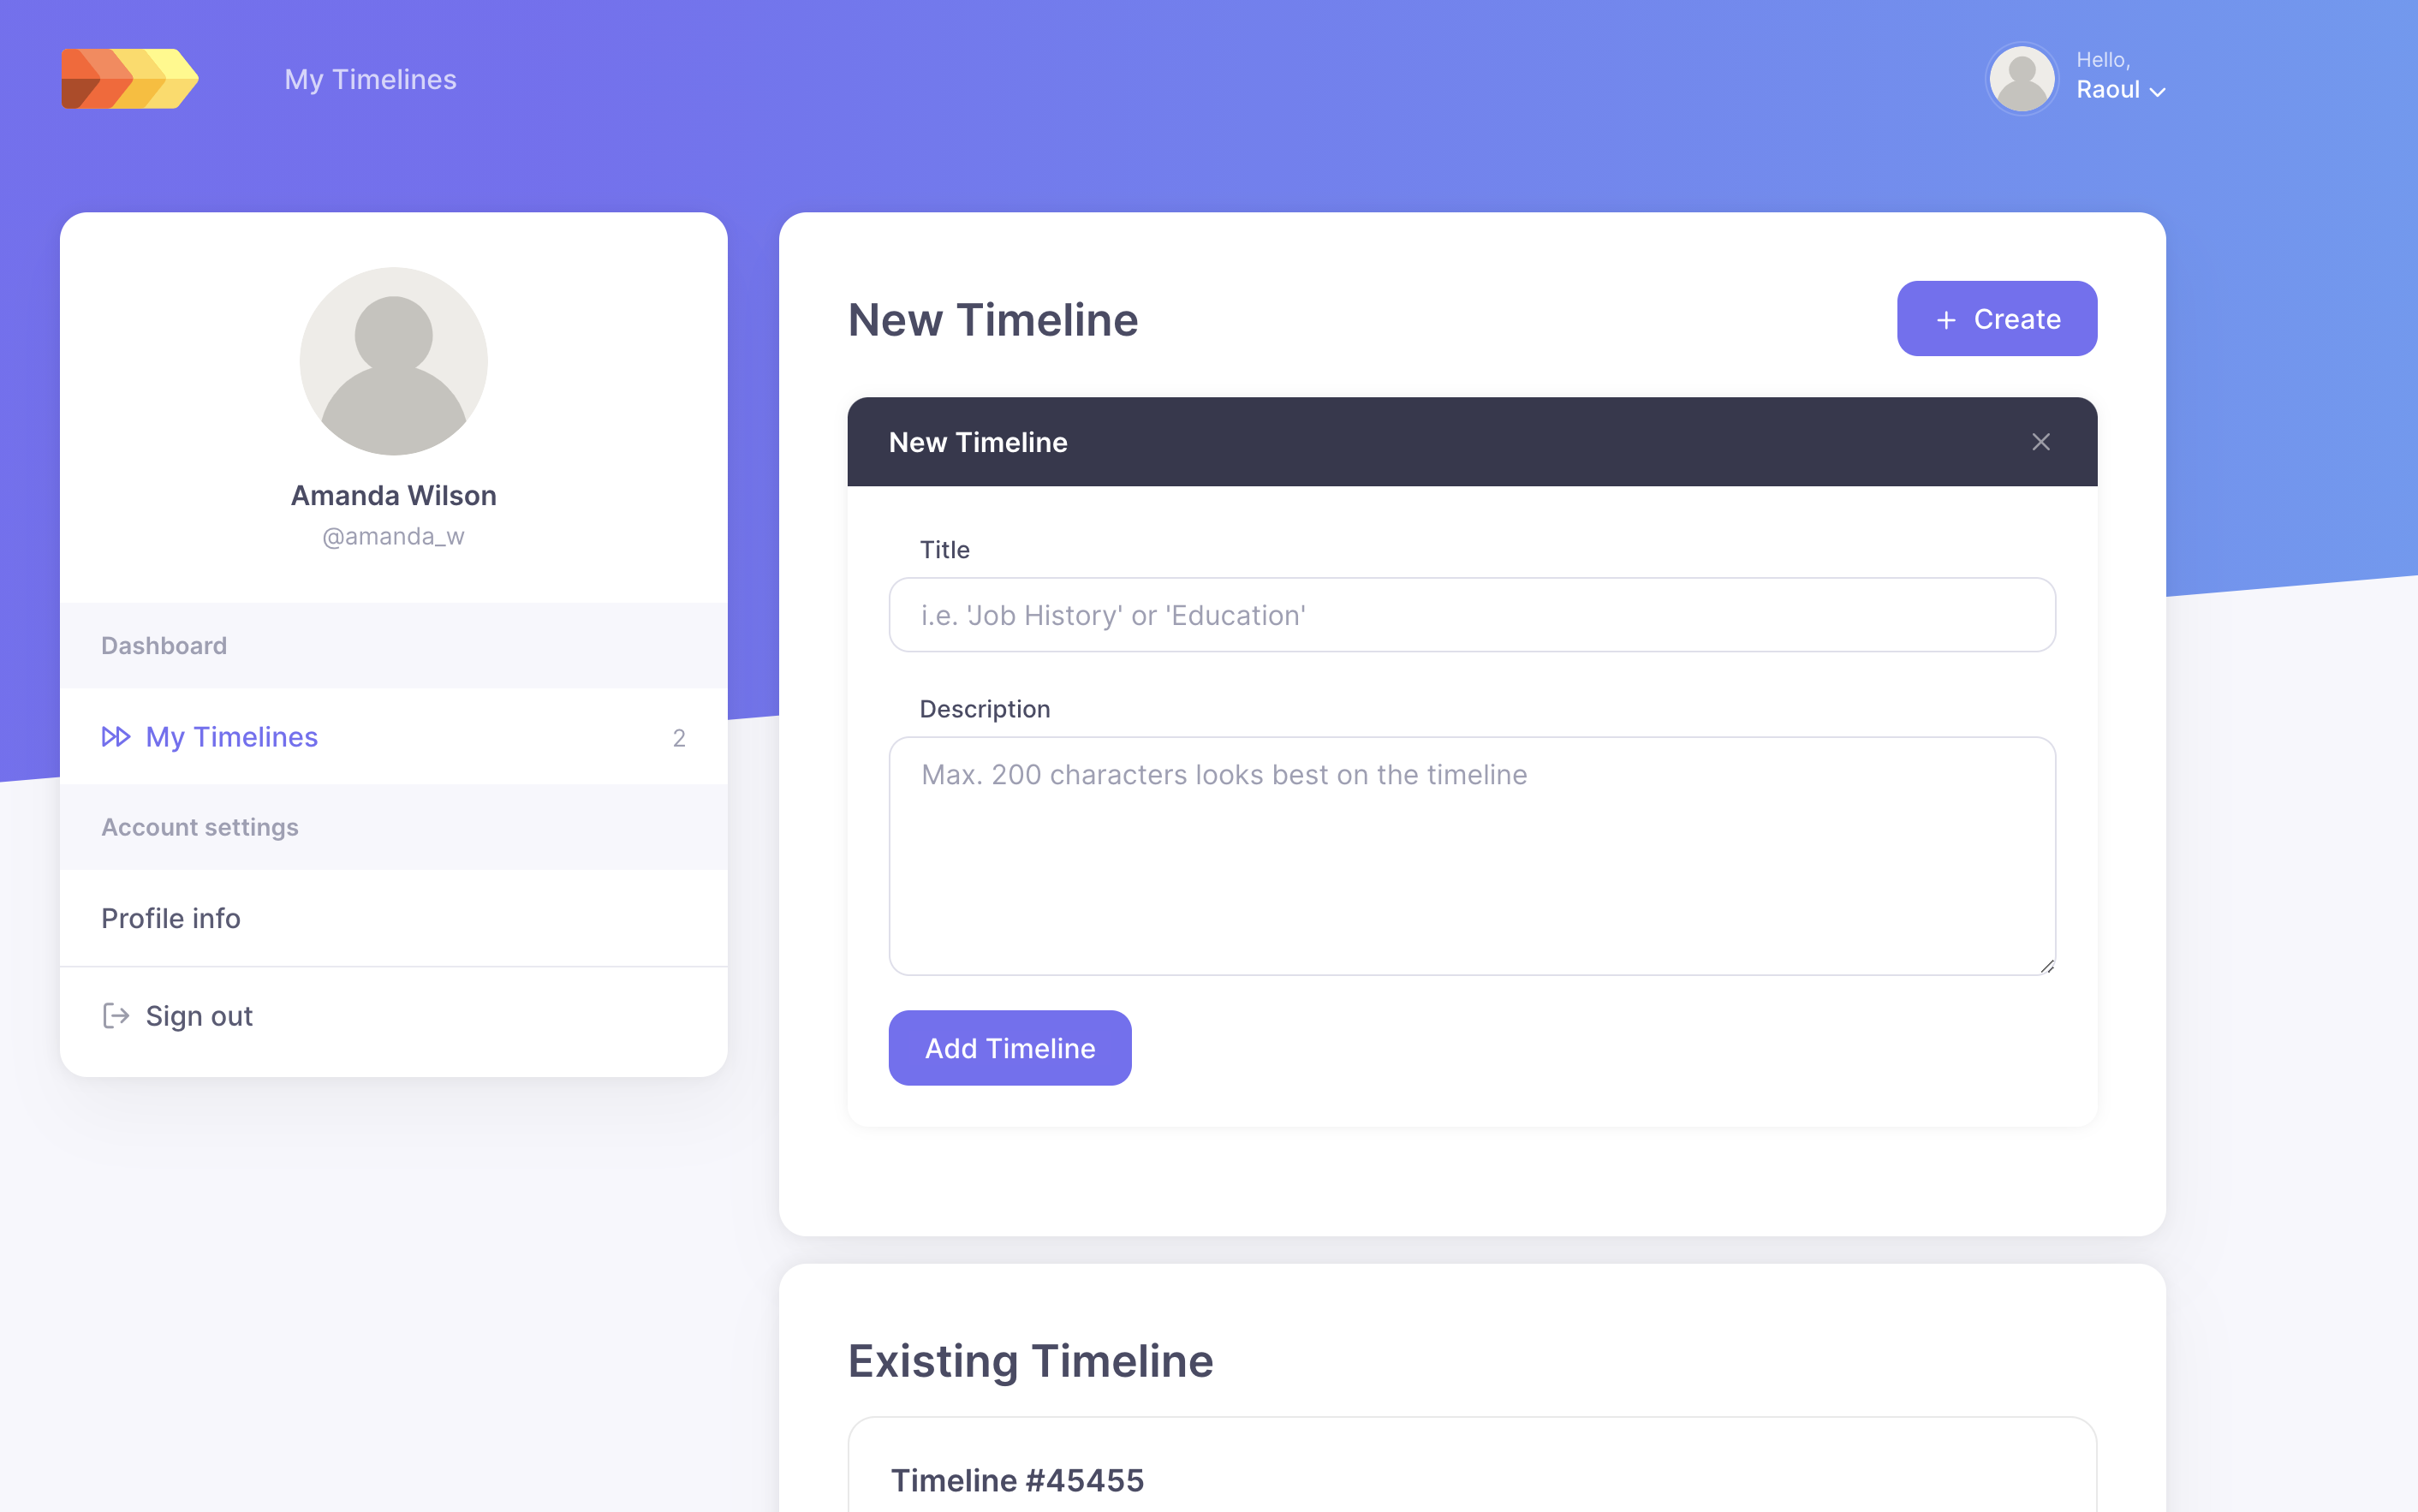 My Timelines
Hello,
Raoul
Amanda Wilson
@amanda_w
Dashboard
My Timelines 2
Account settings
Profile info
Sign out
New Timeline
Create
New Timeline
Title
i.e. 'Job History' or 'Education'
Description
Max. 200 characters looks best on the timeline
Add Timeline
Existing Timeline
Timeline #45455